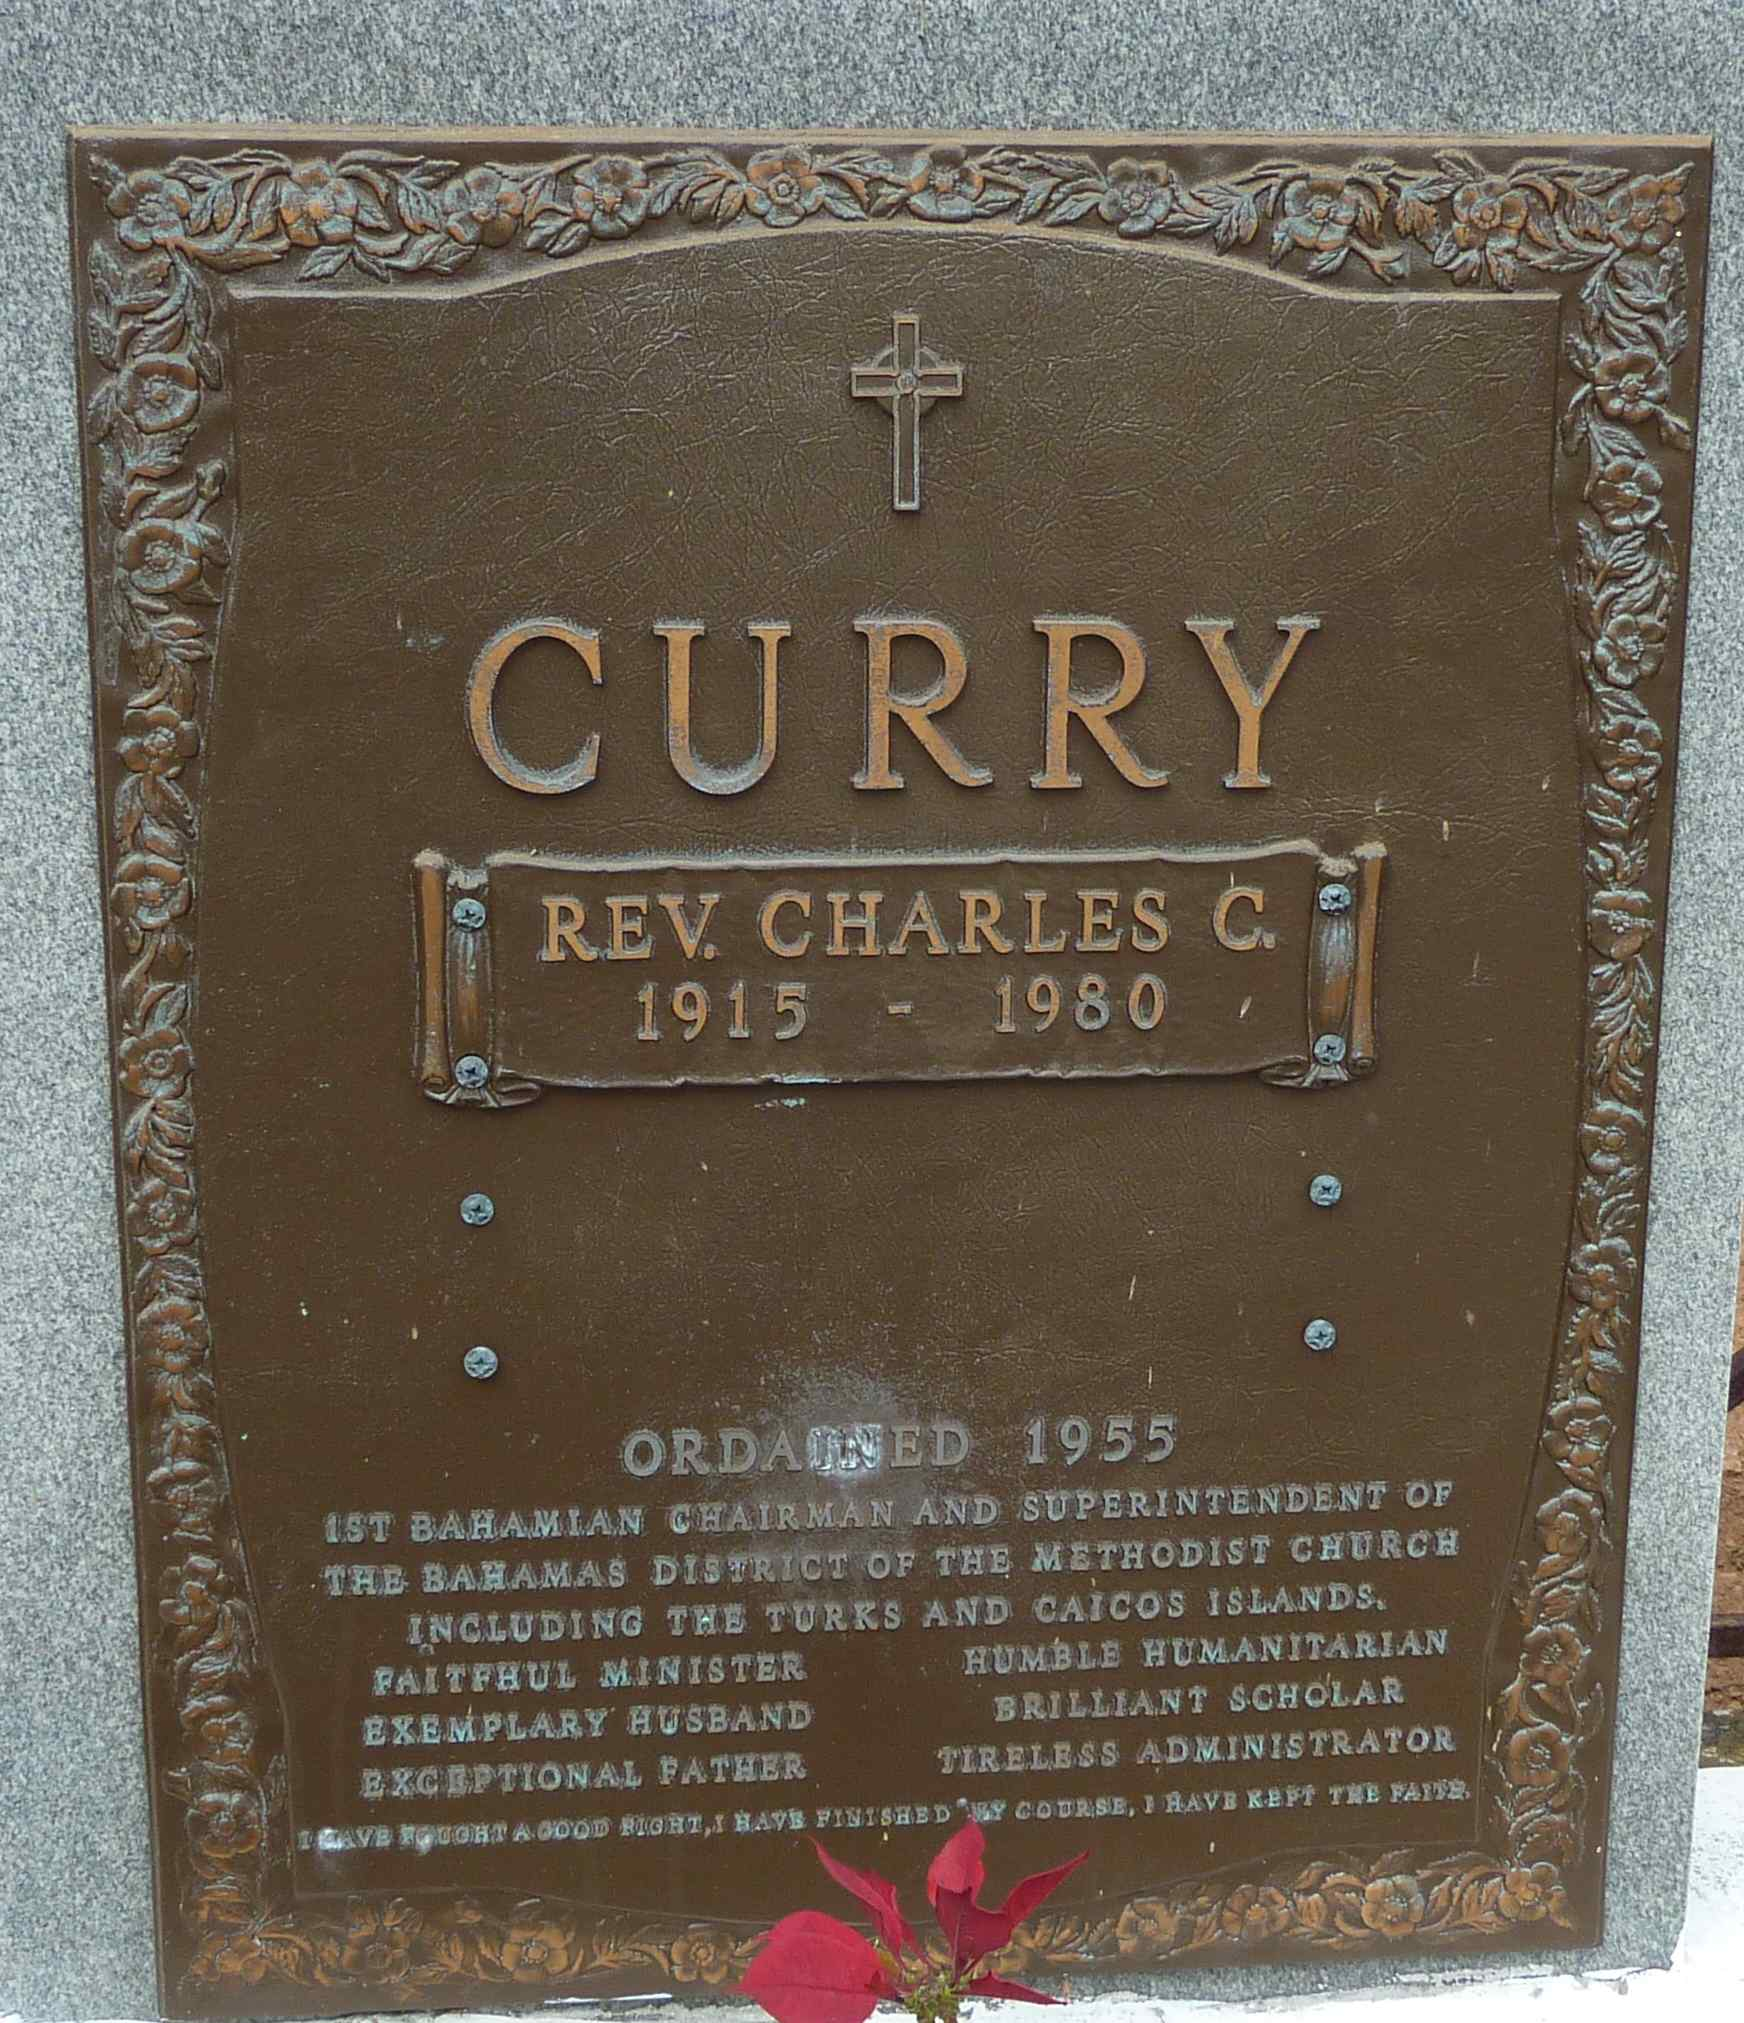 CURRY
REV. CHARLES C.
1915 - 1980
ORDAINED 1955
1ST BAHAMIAN CHAIRMAN AND SUPERINTENDENT OF
THE BAHAMAS DISTRICT OF THE METHODIST CHURCH
INCLUDING THE TURKS AND CAICOS ISLANDS.
FAITFHUL MINISTER HUMBLE HUMANITARIAN
EXEMPLARY HUSBAND BRILLIANT SCHOLAR
EXCEPTIONAL FATHER TIRELESS ADMINISTRATOR
I HAVE FOUGHT A GOOD FIGHT, I HAVE FINISHED MY COURSE, I HAVE KEPT THE FAITH.